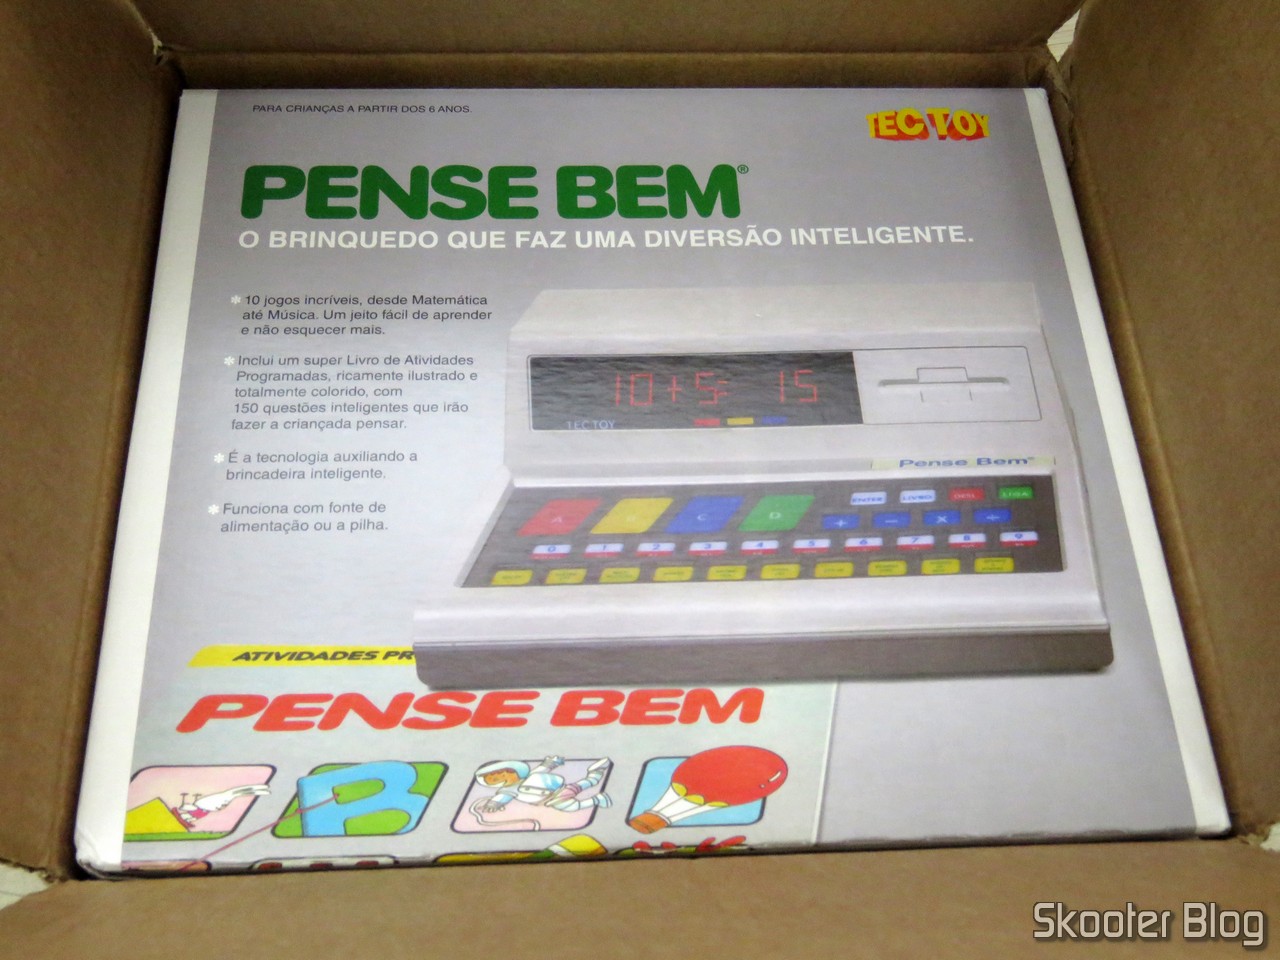 PARA CRIANÇAS A PARTIR DOS 6 ANOS.
TEC TOY
PENSE BEM®
O BRINQUEDO QUE FAZ UMA DIVERSÃO INTELIGENTE.
* 10 jogos incríveis, desde Matemática
até Música. Um jeito fácil de aprender
e não esquecer mais.
* Inclui um super Livro de Atividades
Programadas, ricamente ilustrado e
totalmente colorido, com
150 questões inteligentes que irão
fazer a criançada pensar.
* É a tecnologia auxiliando a
brincadeira inteligente.
* Funciona com fonte de
alimentação ou a pilha.
10+5= 15
TEC TOY
Pense Bem®
A B C D
ENTER LIVRO DESL LIGA
+ − × ÷
0 1 2 3 4 5 6 7 8 9
ATIVIDADES PR
PENSE BEM
B
Skooter Blog